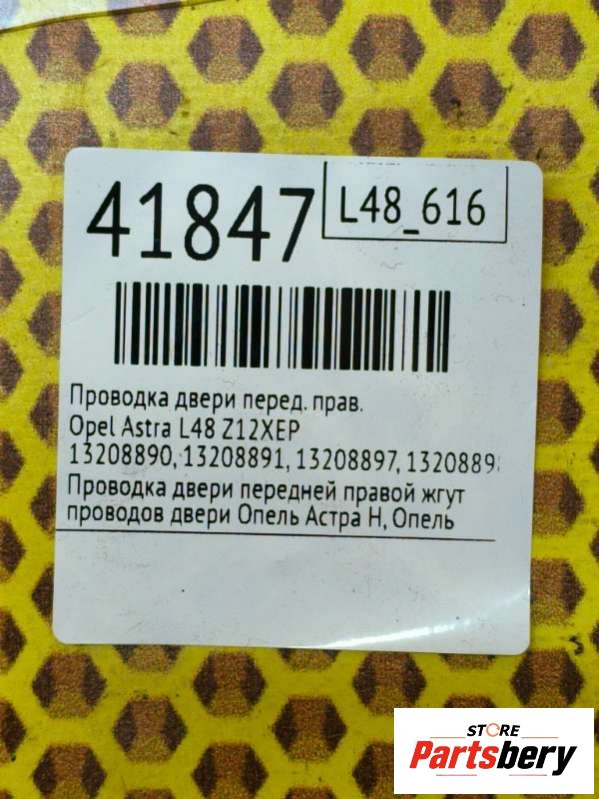 41847
L48_616
Проводка двери перед. прав.
Opel Astra L48 Z12XEP
13208890, 13208891, 13208897,
Проводка двери передней правой жгут
проводов двери Опель Астра H, Опель
STORE
Partsbery